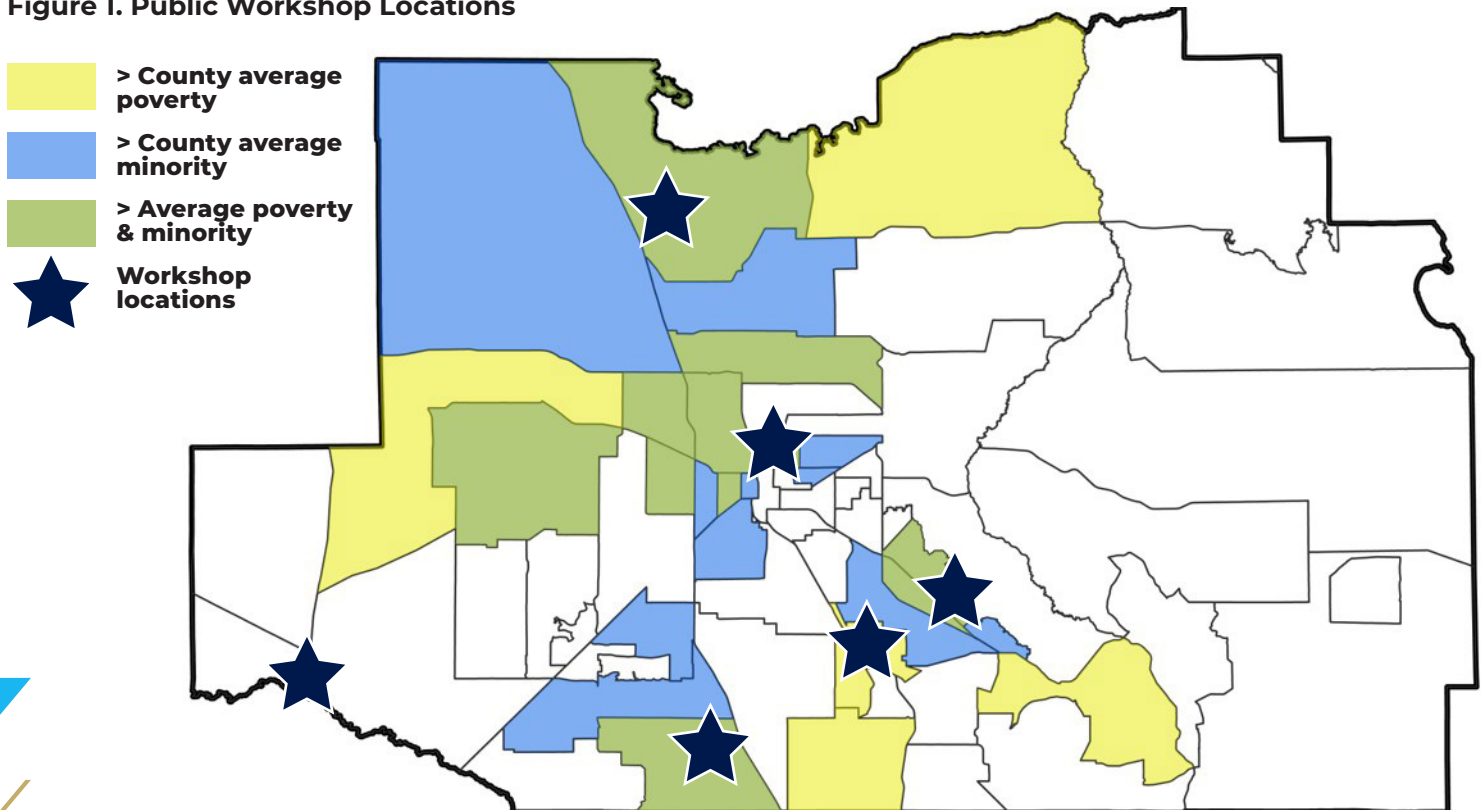 Figure 1. Public Workshop Locations
> County average
poverty
> County average
minority
> Average poverty
& minority
Workshop
locations